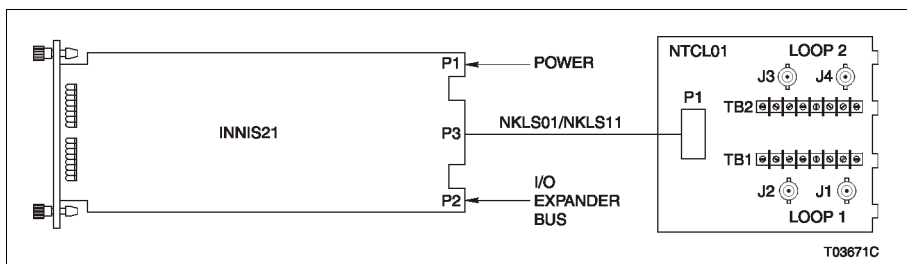 NTCL01
LOOP 2
P1
POWER
J3
J4
P1
TB2
INNIS21
P3
NKLS01/NKLS11
TB1
I/O
EXPANDER
BUS
P2
J2
J1
LOOP 1
T03671C